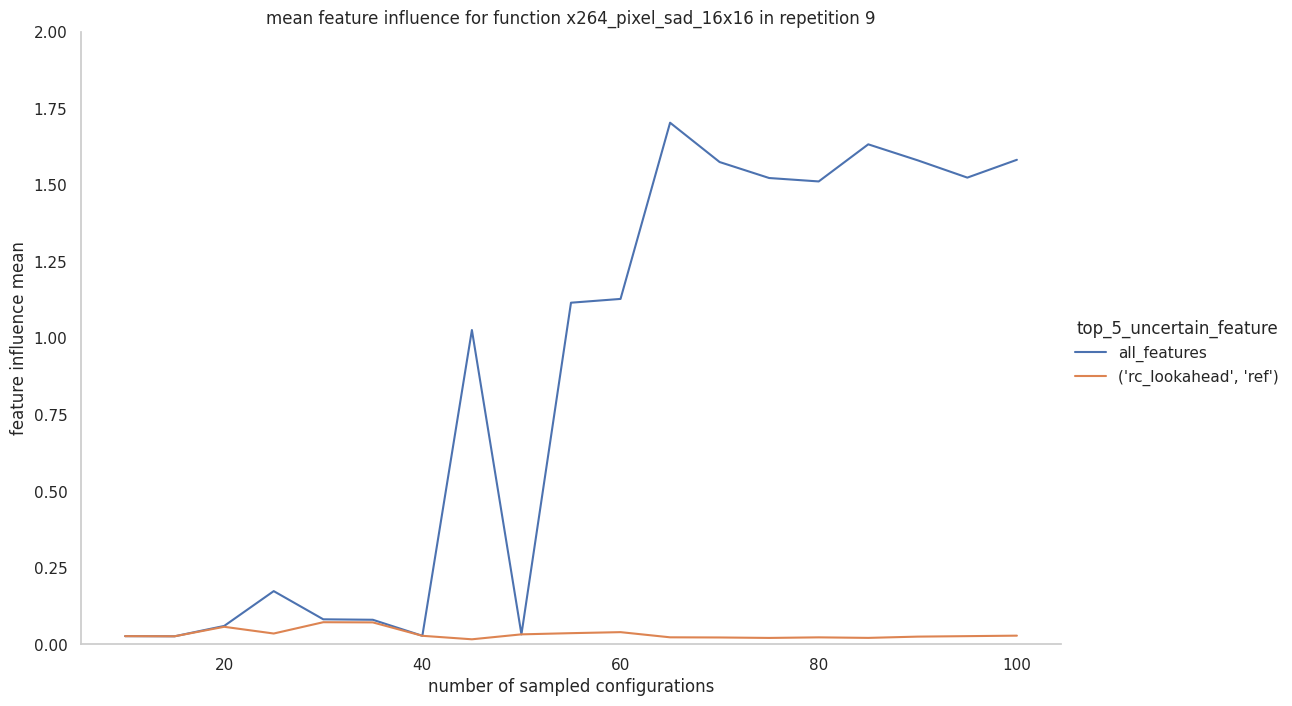 mean feature influence for function x264_pixel_sad_16x16 in repetition 9
2.00
1.75
1.50
1.25
1.00
0.75
0.50
0.25
0.00
feature influence mean
20
40
60
80
100
number of sampled configurations
top_5_uncertain_feature
all_features
('rc_lookahead', 'ref')